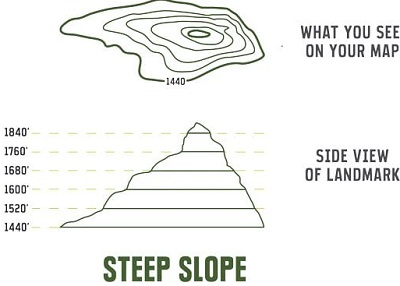 WHAT YOU SEE
ON YOUR MAP
1440
1840'
1760'
1680'
1600'
1520'
1440'
SIDE VIEW
OF LANDMARK
STEEP SLOPE